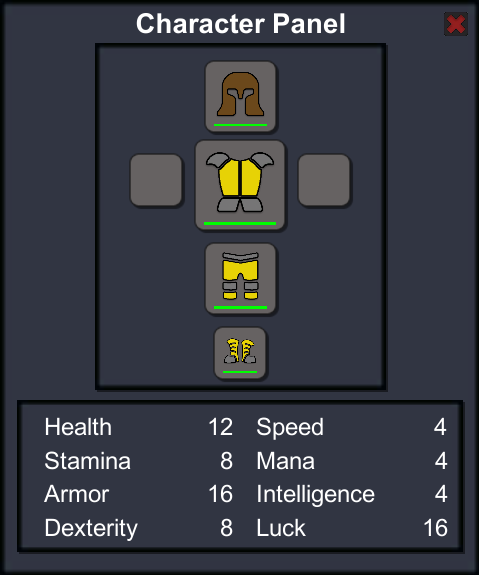 Character Panel
Health 12 Speed 4
Stamina 8 Mana 4
Armor 16 Intelligence 4
Dexterity 8 Luck 16